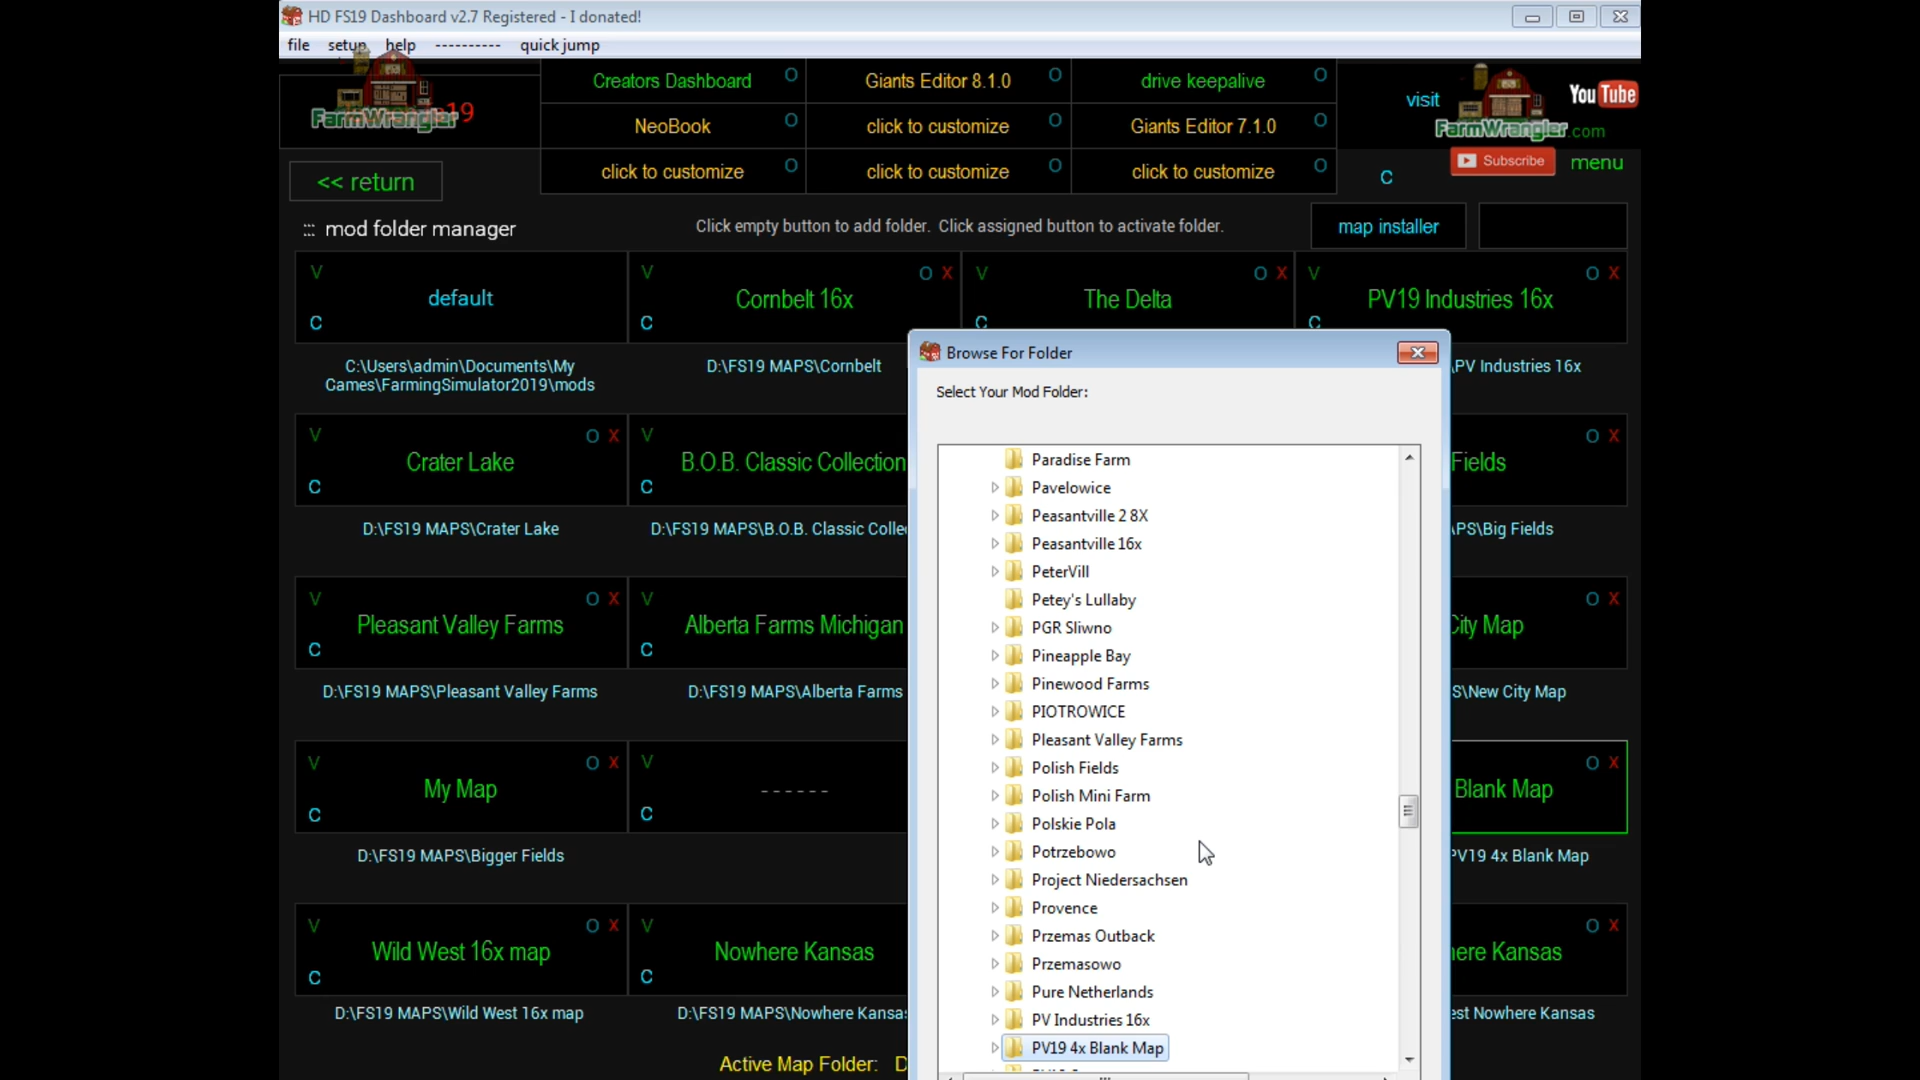 HD FS19 Dashboard v2.7 Registered - I donated!
file setup help ---------- quick jump
Creators Dashboard O Giants Editor 8.1.0 O drive keepalive O
FarmWrangler 19
visit FarmWrangler.com
YouTube
NeoBook O click to customize O Giants Editor 7.1.0 O
Subscribe menu
<< return
click to customize O click to customize O click to customize O
C
::: mod folder manager
Click empty button to add folder. Click assigned button to activate folder.
map installer
V default C
V Cornbelt 16x O X C
V The Delta O X C
V PV19 Industries 16x O X C
C:\Users\admin\Documents\My
Games\FarmingSimulator2019\mods
D:\FS19 MAPS\Cornbelt
\PV Industries 16x
Browse For Folder
Select Your Mod Folder:
V Crater Lake O X C
V B.O.B. Classic Collection C
Fields O X
D:\FS19 MAPS\Crater Lake
D:\FS19 MAPS\B.O.B. Classic Colle
\PS\Big Fields
V Pleasant Valley Farms O X C
V Alberta Farms Michigan C
City Map O X
D:\FS19 MAPS\Pleasant Valley Farms
D:\FS19 MAPS\Alberta Farms
S\New City Map
V My Map O X C
V ------ C
Blank Map O X
D:\FS19 MAPS\Bigger Fields
PV19 4x Blank Map
V Wild West 16x map O X C
V Nowhere Kansas C
here Kansas O X
D:\FS19 MAPS\Wild West 16x map
D:\FS19 MAPS\Nowhere Kansas
est Nowhere Kansas
Active Map Folder: D
Paradise Farm
Pavelowice
Peasantville 2 8X
Peasantville 16x
PeterVill
Petey's Lullaby
PGR Sliwno
Pineapple Bay
Pinewood Farms
PIOTROWICE
Pleasant Valley Farms
Polish Fields
Polish Mini Farm
Polskie Pola
Potrzebowo
Project Niedersachsen
Provence
Przemas Outback
Przemasowo
Pure Netherlands
PV Industries 16x
PV19 4x Blank Map